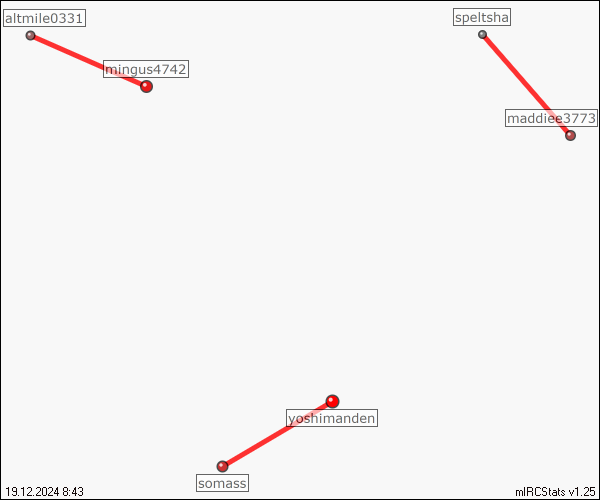 altmile0331
speltsha
mingus4742
maddiee3773
yoshimanden
somass
19.12.2024 8:43
mIRCStats v1.25